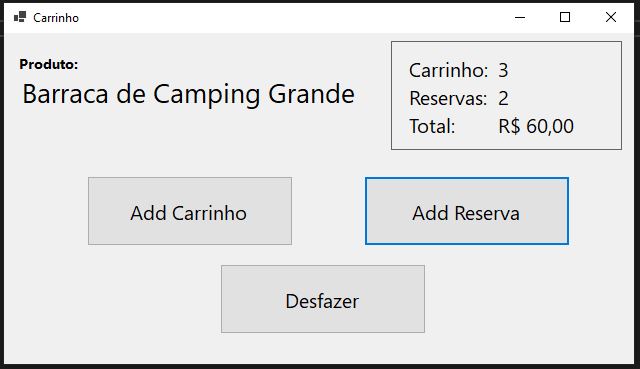 Carrinho
Produto:
Barraca de Camping Grande
Carrinho: 3
Reservas: 2
Total: R$ 60,00
Add Carrinho
Add Reserva
Desfazer